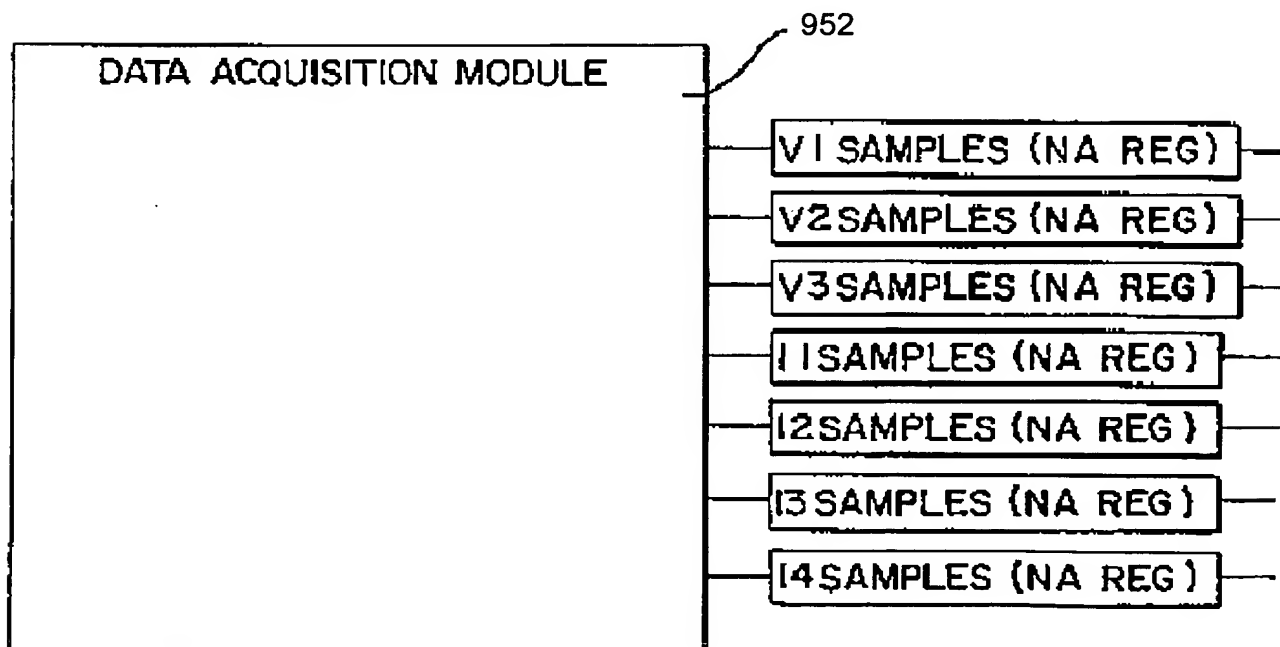 952
DATA ACQUISITION MODULE
V1 SAMPLES (NA REG)
V2 SAMPLES (NA REG)
V3 SAMPLES (NA REG)
I1 SAMPLES (NA REG)
I2 SAMPLES (NA REG)
I3 SAMPLES (NA REG)
I4 SAMPLES (NA REG)